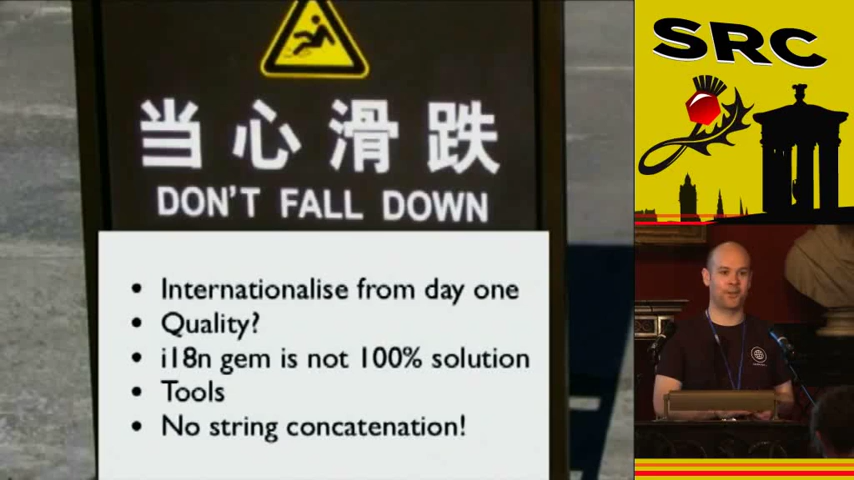 当心滑跌
DON'T FALL DOWN
• Internationalise from day one
• Quality?
• i18n gem is not 100% solution
• Tools
• No string concatenation!
SRC